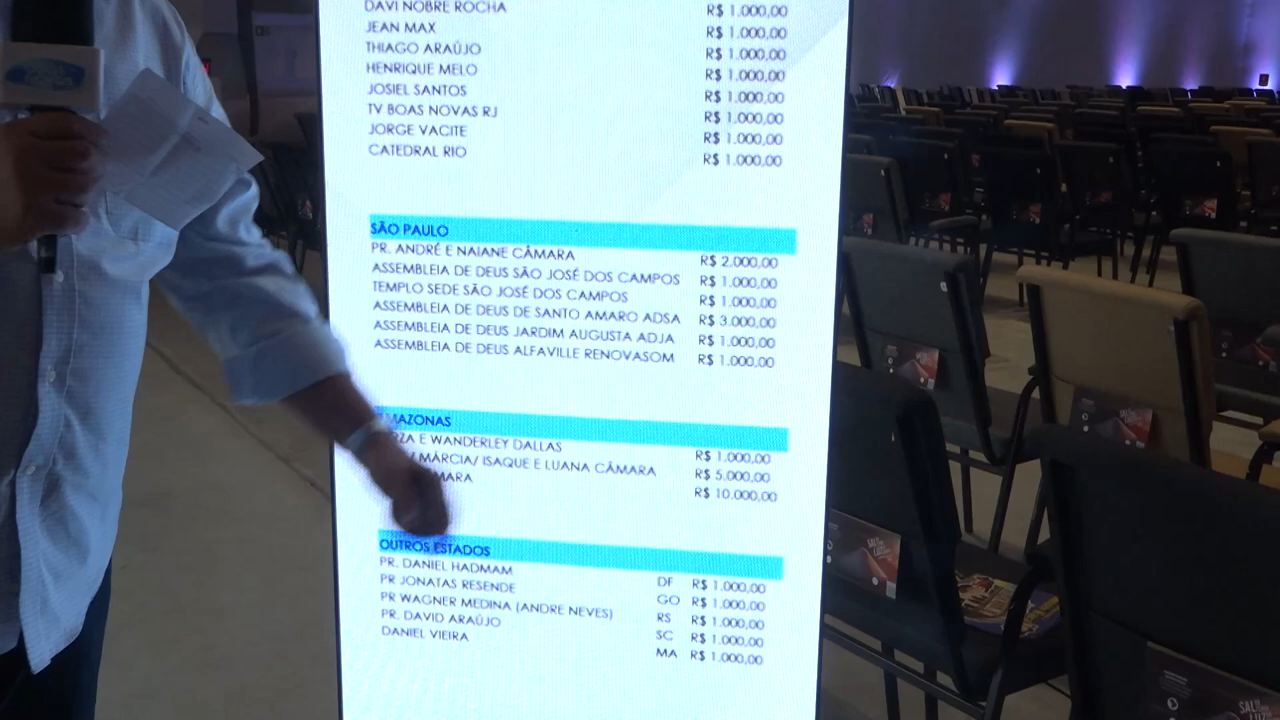 DAVI NOBRE ROCHA R$ 1.000,00
JEAN MAX R$ 1.000,00
THIAGO ARAÚJO R$ 1.000,00
HENRIQUE MELO R$ 1.000,00
JOSIEL SANTOS R$ 1.000,00
TV BOAS NOVAS RJ R$ 1.000,00
JORGE VACITE R$ 1.000,00
CATEDRAL RIO R$ 1.000,00
SÃO PAULO
PR. ANDRÉ E NAIANE CÂMARA R$ 2.000,00
ASSEMBLEIA DE DEUS SÃO JOSÉ DOS CAMPOS R$ 1.000,00
TEMPLO SEDE SÃO JOSÉ DOS CAMPOS R$ 1.000,00
ASSEMBLEIA DE DEUS DE SANTO AMARO ADSA R$ 3.000,00
ASSEMBLEIA DE DEUS JARDIM AUGUSTA ADJA R$ 1.000,00
ASSEMBLEIA DE DEUS ALFAVILLE RENOVASOM R$ 1.000,00
MAZONAS
E WANDERLEY DALLAS R$ 1.000,00
/ MÁRCIA/ ISAQUE E LUANA CÂMARA R$ 5.000,00
MARA R$ 10.000,00
OUTROS ESTADOS
PR. DANIEL HADMAM DF R$ 1.000,00
PR JONATAS RESENDE GO R$ 1.000,00
PR WAGNER MEDINA (ANDRE NEVES) RS R$ 1.000,00
PR. DAVID ARAÚJO SC R$ 1.000,00
DANIEL VIEIRA MA R$ 1.000,00
SAL
LUZ